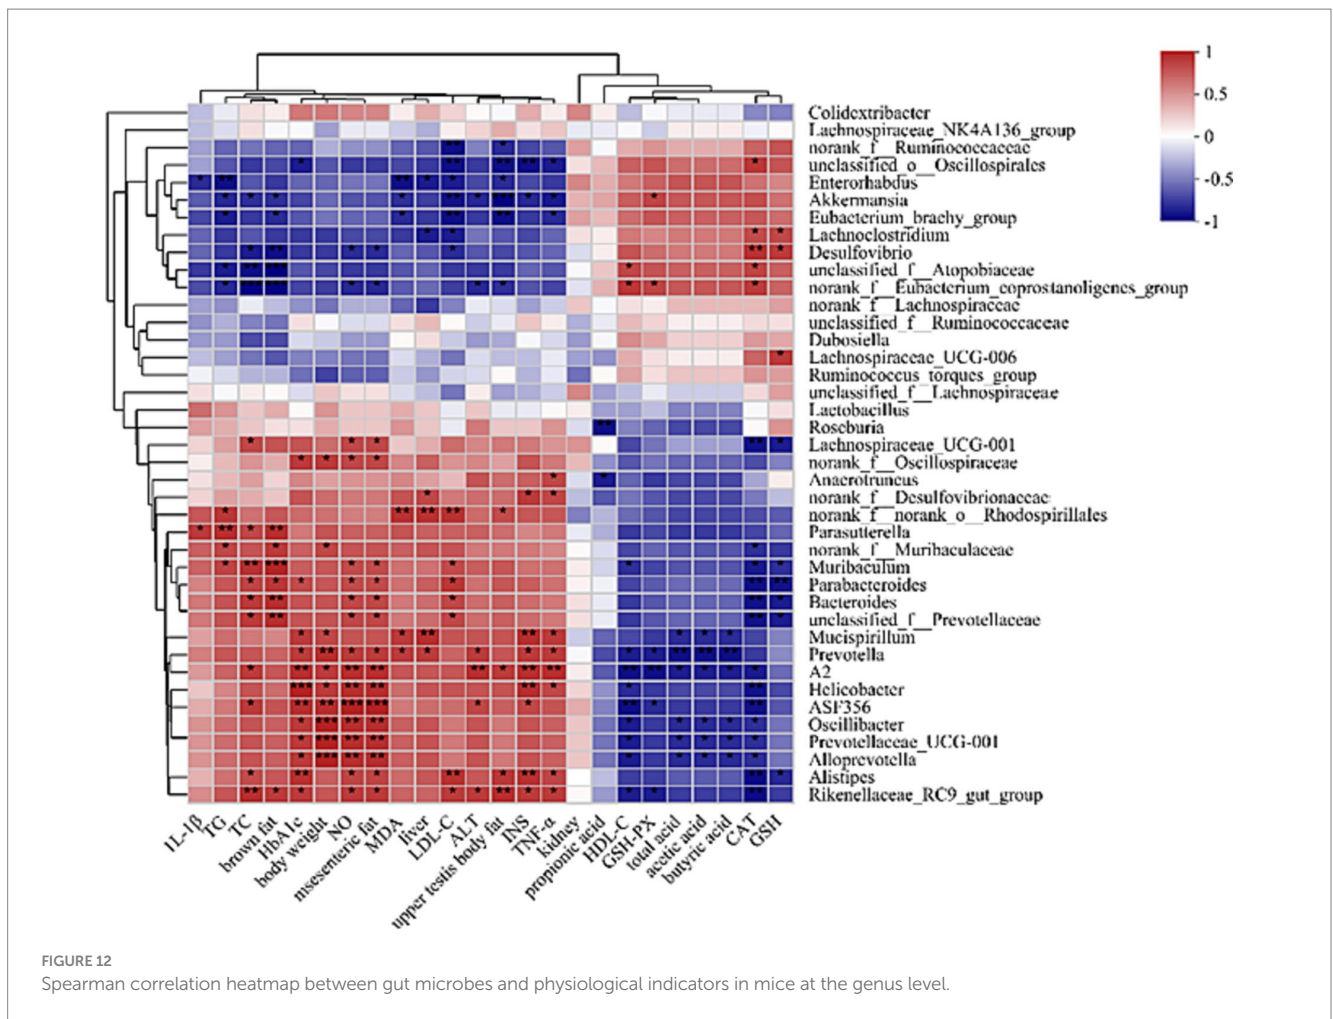 1
0.5
0
-0.5
-1
Colidextribacter
Lachnospiraceae_NK4A136_group
norank_f__Ruminococcaceae
unclassified_o__Oscillospirales
Enterorhabdus
Akkermansia
Eubacterium_brachy_group
Lachnoclostridium
Desulfovibrio
unclassified_f__Atopobiaceae
norank_f__Eubacterium_coprostanoligenes_group
norank_f__Lachnospiraceae
unclassified_f__Ruminococcaceae
Dubosiella
Lachnospiraceae_UCG-006
Ruminococcus_torques_group
unclassified_f__Lachnospiraceae
Lactobacillus
Roseburia
Lachnospiraceae_UCG-001
norank_f__Oscillospiraceae
Anaerotruncus
norank_f__Desulfovibrionaceae
norank_f__norank_o__Rhodospirillales
Parasutterella
norank_f__Muribaculaceae
Muribaculum
Parabacteroides
Bacteroides
unclassified_f__Prevotellaceae
Mucispirillum
Prevotella
A2
Helicobacter
ASF356
Oscillibacter
Prevotellaceae_UCG-001
Alloprevotella
Alistipes
Rikenellaceae_RC9_gut_group
IL-1β
TG
TC
brown fat
HbA1c
body weight
NO
msesenteric fat
MDA
liver
LDL-C
ALT
upper testis body fat
INS
TNF-α
kidney
propionic acid
HDL-C
GSH-PX
total acid
acetic acid
butyric acid
CAT
GSH
FIGURE 12
Spearman correlation heatmap between gut microbes and physiological indicators in mice at the genus level.